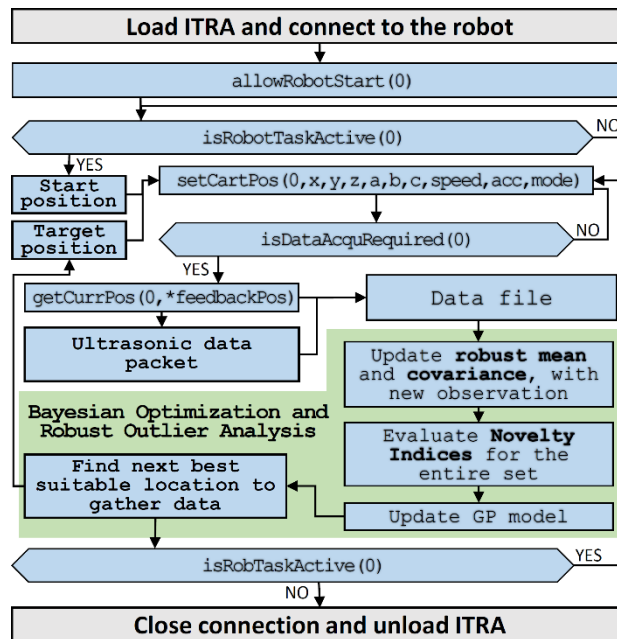 Load ITRA and connect to the robot
allowRobotStart(0)
isRobotTaskActive(0)
NO
YES
Start
position
setCartPos(0,x,y,z,a,b,c,speed,acc,mode)
Target
position
isDataAcquRequired(0)
NO
YES
getCurrPos(0,*feedbackPos)
Data file
Ultrasonic data
packet
Update robust mean
and covariance, with
new observation
Bayesian Optimization and
Robust Outlier Analysis
Evaluate Novelty
Indices for the
entire set
Find next best
suitable location to
gather data
Update GP model
isRobTaskActive(0)
YES
NO
Close connection and unload ITRA